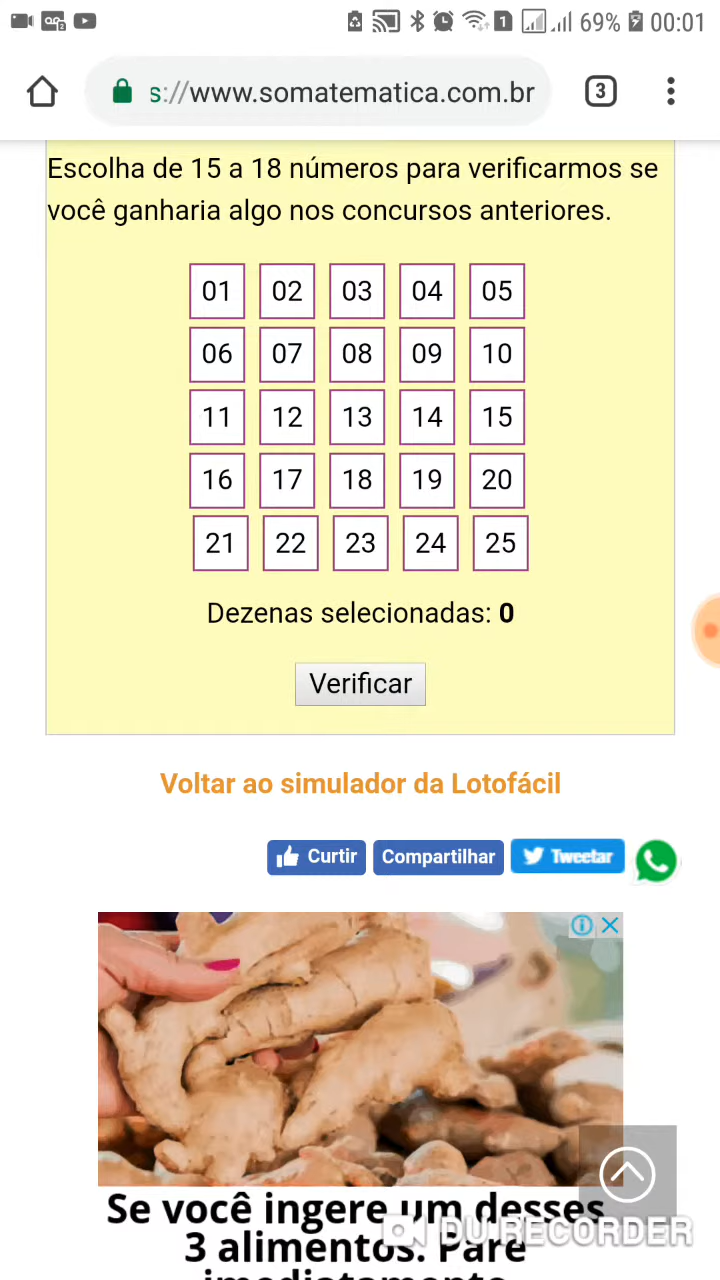 69% 00:01
s://www.somatematica.com.br 3
Escolha de 15 a 18 números para verificarmos se
você ganharia algo nos concursos anteriores.
01 02 03 04 05
06 07 08 09 10
11 12 13 14 15
16 17 18 19 20
21 22 23 24 25
Dezenas selecionadas: 0
Verificar
Voltar ao simulador da Lotofácil
Curtir Compartilhar Tweetar
Se você ingere um desses
3 alimentos. Pare
imediatamente
DU RECORDER